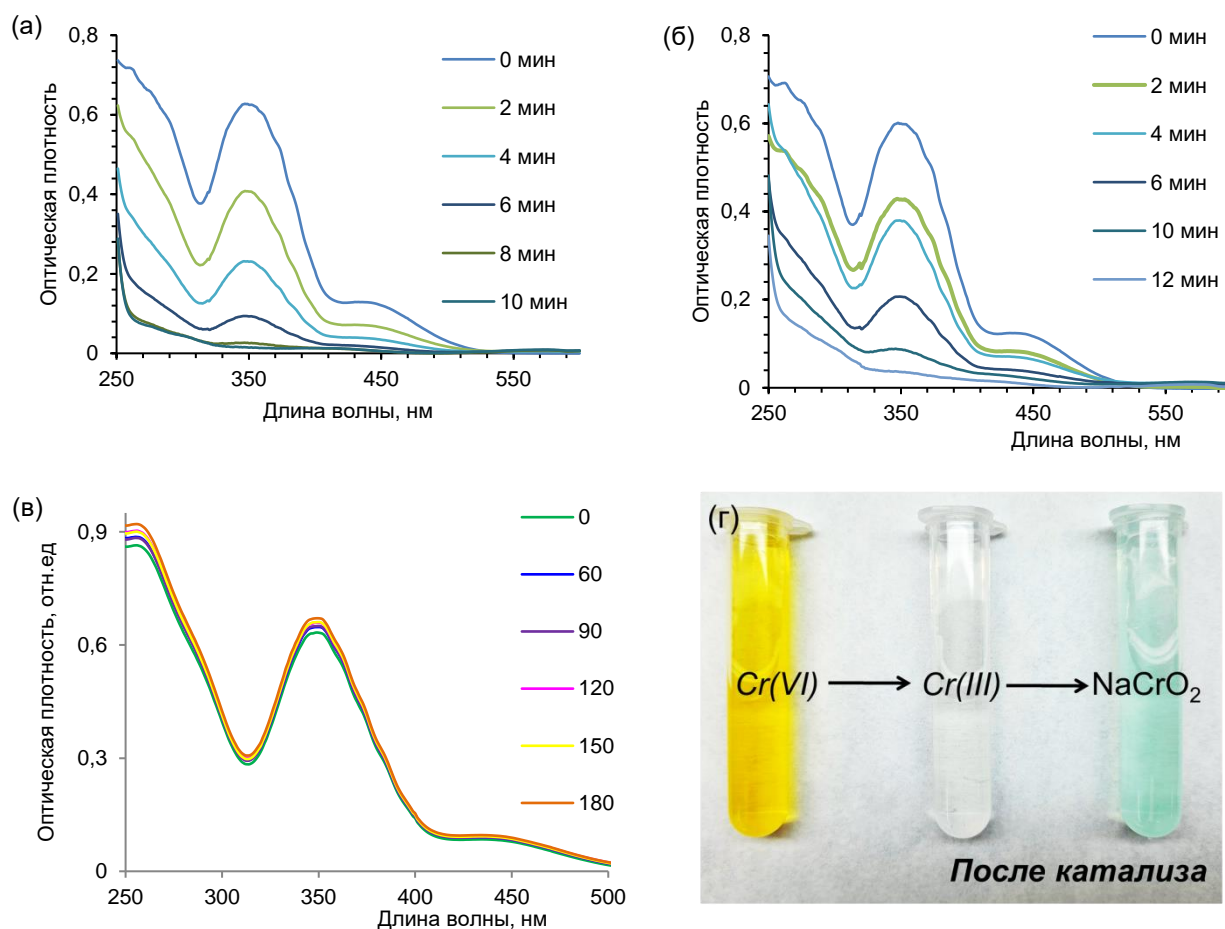 (а)
Оптическая плотность
0,8
0,6
0,4
0,2
0
250
350
450
550
Длина волны, нм
0 мин
2 мин
4 мин
6 мин
8 мин
10 мин
(б)
Оптическая плотность
0,8
0,6
0,4
0,2
0
250
350
450
550
Длина волны, нм
0 мин
2 мин
4 мин
6 мин
10 мин
12 мин
(в)
Оптическая плотность, отн.ед
0.9
0.6
0.3
0
250
300
350
400
450
500
Длина волны, нм
0
60
90
120
150
180
(г)
Cr(VI) → Cr(III) → NaCrO₂
После катализа